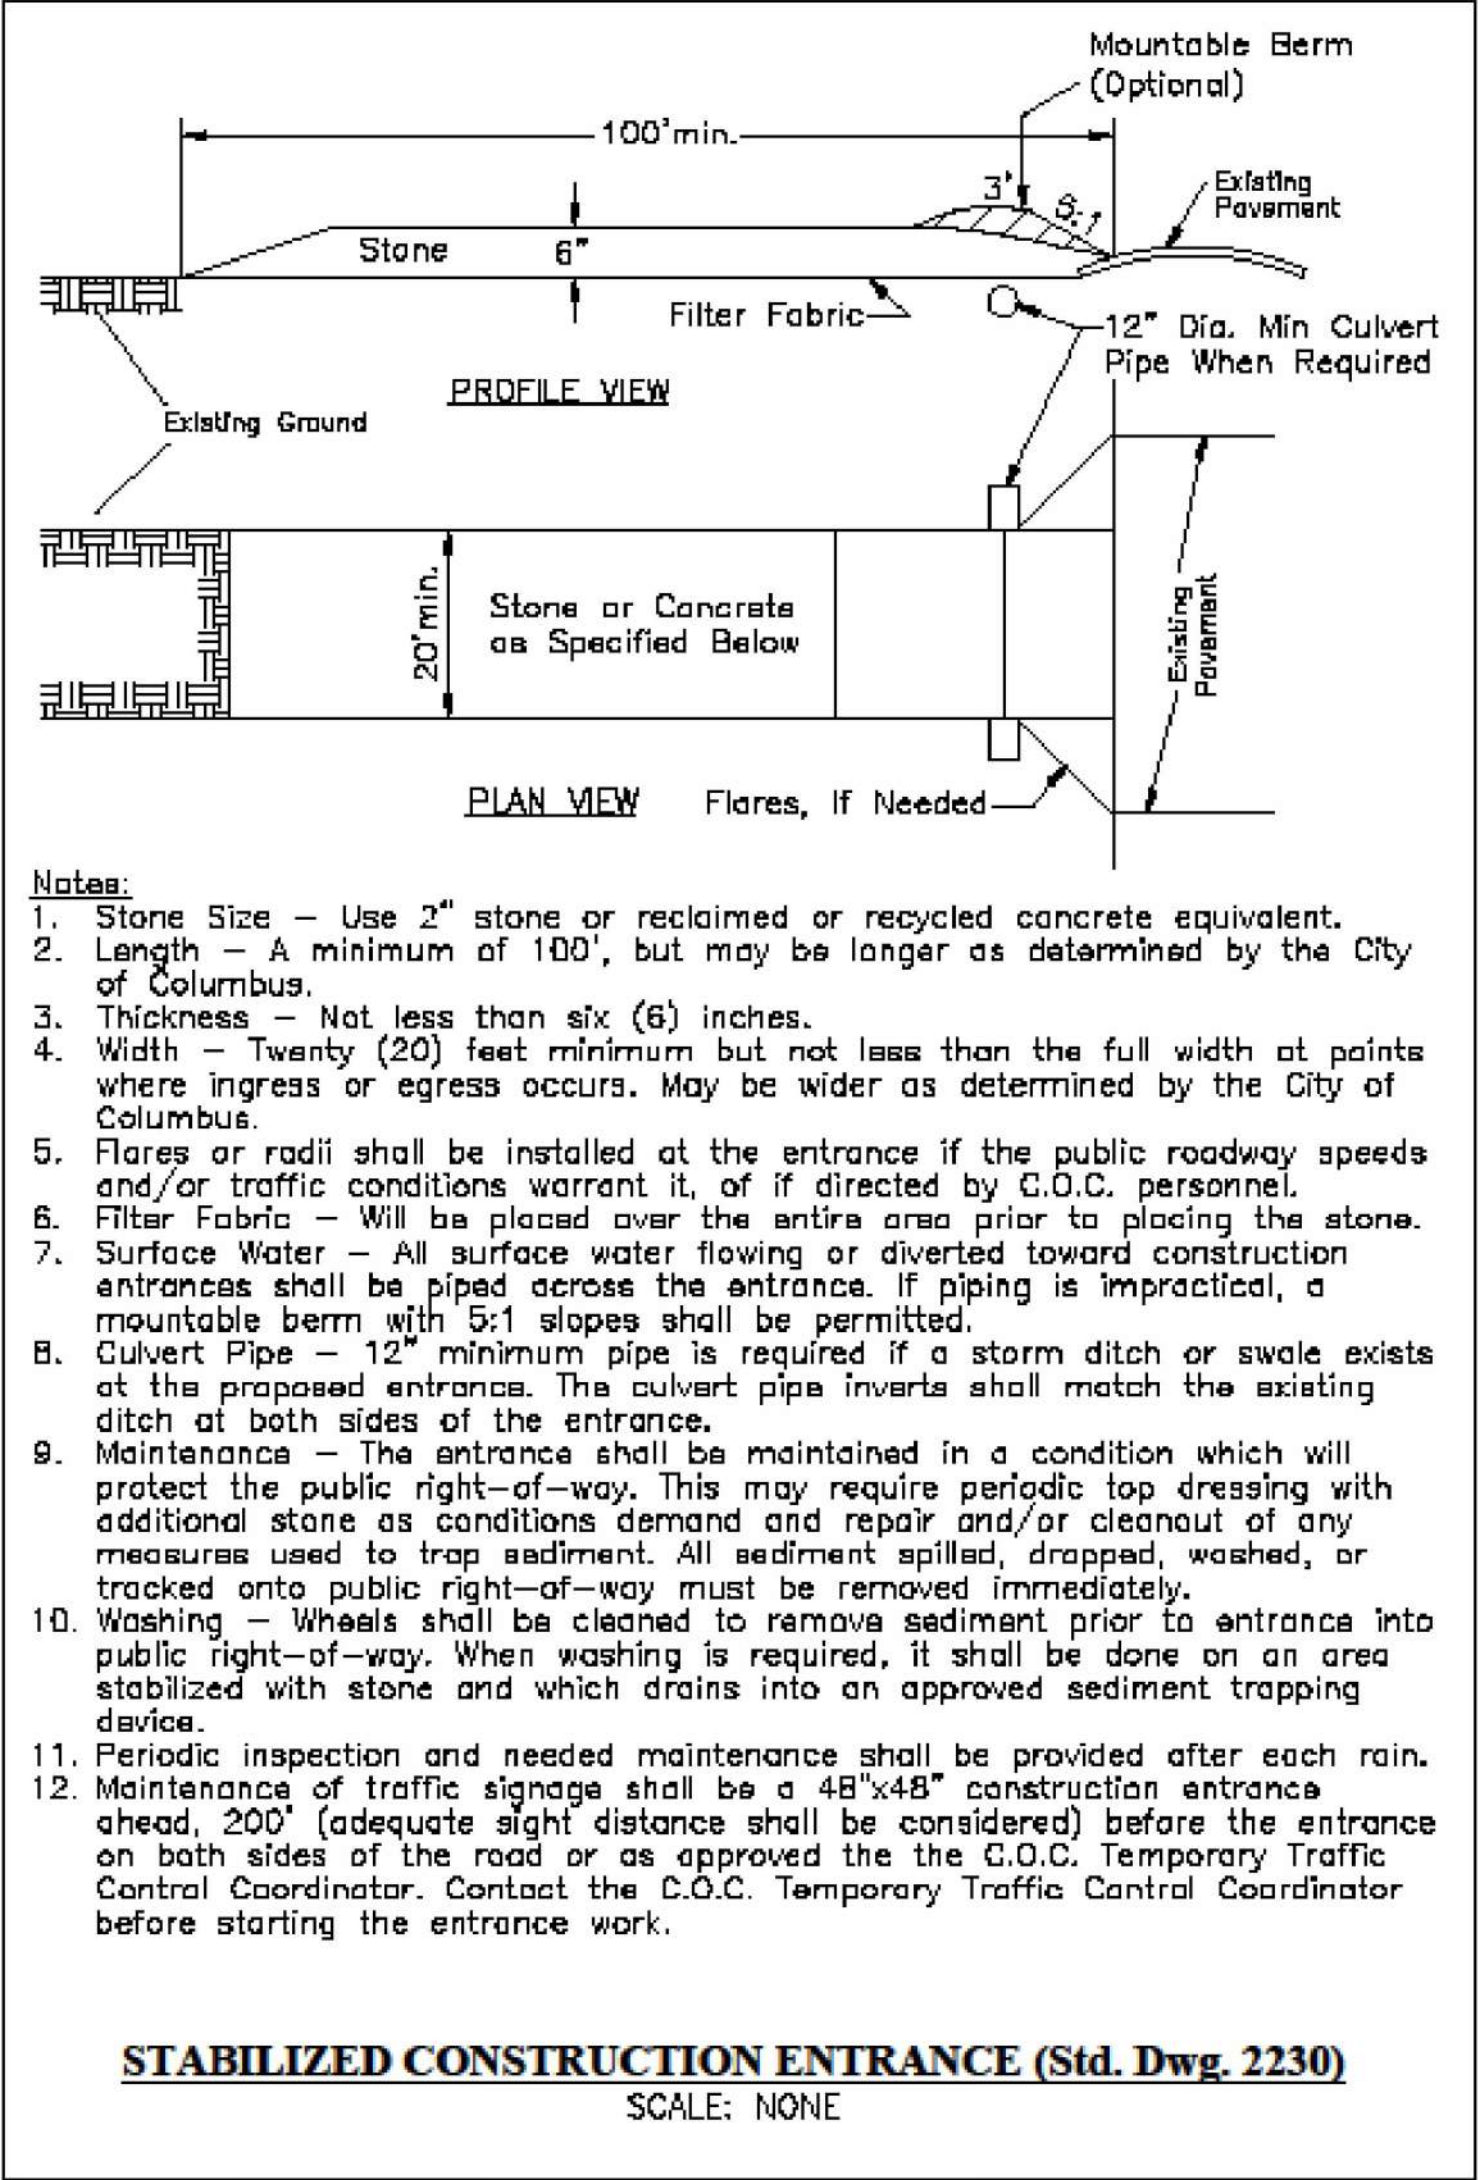 Mountable Berm
(Optional)
100'min.
3'
5:1
Existing
Pavement
Stone 6"
Filter Fabric
12" Dia. Min Culvert
Pipe When Required
PROFILE VIEW
Existing Ground
20'min.
Stone or Concrete
as Specified Below
Existing
Pavement
PLAN VIEW
Flares, If Needed
Notes:
1. Stone Size – Use 2" stone or reclaimed or recycled concrete equivalent.
2. Length – A minimum of 100', but may be longer as determined by the City
of Columbus.
3. Thickness – Not less than six (6) inches.
4. Width – Twenty (20) feet minimum but not less than the full width at points
where ingress or egress occurs. May be wider as determined by the City of
Columbus.
5. Flares or radii shall be installed at the entrance if the public roadway speeds
and/or traffic conditions warrant it, of if directed by C.O.C. personnel.
6. Filter Fabric – Will be placed over the entire area prior to placing the stone.
7. Surface Water – All surface water flowing or diverted toward construction
entrances shall be piped across the entrance. If piping is impractical, a
mountable berm with 5:1 slopes shall be permitted.
8. Culvert Pipe – 12" minimum pipe is required if a storm ditch or swale exists
at the proposed entrance. The culvert pipe inverts shall match the existing
ditch at both sides of the entrance.
9. Maintenance – The entrance shall be maintained in a condition which will
protect the public right–of–way. This may require periodic top dressing with
additional stone as conditions demand and repair and/or cleanout of any
measures used to trap sediment. All sediment spilled, dropped, washed, or
tracked onto public right–of–way must be removed immediately.
10. Washing – Wheels shall be cleaned to remove sediment prior to entrance into
public right–of–way. When washing is required, it shall be done on an area
stabilized with stone and which drains into an approved sediment trapping
device.
11. Periodic inspection and needed maintenance shall be provided after each rain.
12. Maintenance of traffic signage shall be a 48"x48" construction entrance
ahead, 200' (adequate sight distance shall be considered) before the entrance
on both sides of the road or as approved the the C.O.C. Temporary Traffic
Control Coordinator. Contact the C.O.C. Temporary Traffic Control Coordinator
before starting the entrance work.
STABILIZED CONSTRUCTION ENTRANCE (Std. Dwg. 2230)
SCALE: NONE